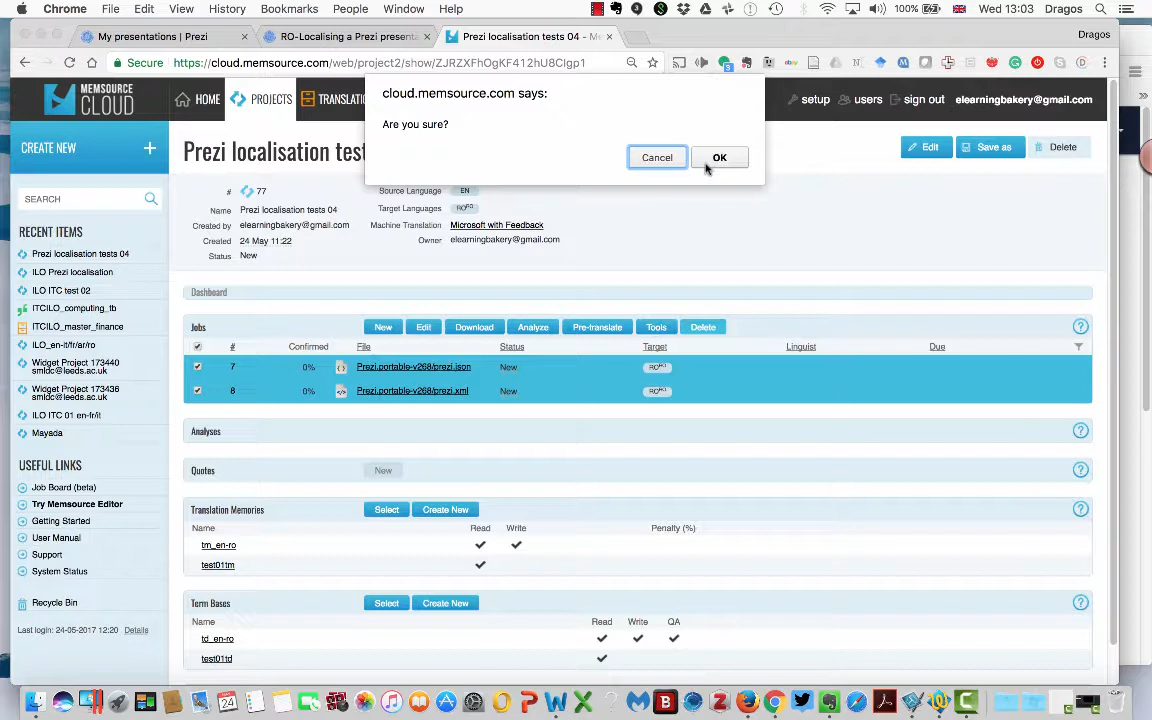 Chrome File Edit View History Bookmarks People Window Help 100% Wed 13:03 Dragos
My presentations | Prezi
RO-Localising a Prezi presenta
Prezi localisation tests 04 - Me
Dragos
Secure https://cloud.memsource.com/web/project2/show/ZJRZXFhOgKF412hU8CIgp1
MEMSOURCE CLOUD
HOME PROJECTS TRANSLATI
setup users sign out elearningbakery@gmail.com
cloud.memsource.com says:
Are you sure?
Cancel OK
CREATE NEW +
Prezi localisation test
Edit Save as Delete
SEARCH
# 77
Name Prezi localisation tests 04
Created by elearningbakery@gmail.com
Created 24 May 11:22
Status New
Source Language EN
Target Languages RO
Machine Translation Microsoft with Feedback
Owner elearningbakery@gmail.com
RECENT ITEMS
Prezi localisation tests 04
ILO Prezi localisation
ILO ITC test 02
ITCILO_computing_tb
ITCILO_master_finance
ILO_en-it/fr/ar/ro
Widget Project 173440
smldc@leeds.ac.uk
Widget Project 173436
smldc@leeds.ac.uk
ILO ITC 01 en-fr/it
Mayada
USEFUL LINKS
Job Board (beta)
Try Memsource Editor
Getting Started
User Manual
Support
System Status
Recycle Bin
Last login: 24-05-2017 12:20 Details
Dashboard
Jobs New Edit Download Analyze Pre-translate Tools Delete
# Confirmed File Status Target Linguist Due
7 0% Prezi.portable-v268/prezi.json New RO
8 0% Prezi.portable-v268/prezi.xml New RO
Analyses
Quotes New
Translation Memories Select Create New
Name Read Write Penalty (%)
tm_en-ro
test01tm
Term Bases Select Create New
Name Read Write QA
td_en-ro
test01td